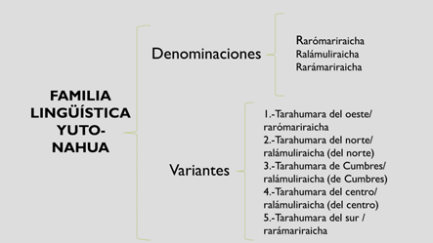 FAMILIA
LINGÜÍSTICA
YUTO-
NAHUA
Denominaciones
Rarómariraicha
Ralámuliraicha
Rarámariraicha
Variantes
1.-Tarahumara del oeste/
rarómariraicha
2.-Tarahumara del norte/
ralámuliraicha (del norte)
3.-Tarahumara de Cumbres/
ralámuliraicha (de Cumbres)
4.-Tarahumara del centro/
ralámuliraicha (del centro)
5.-Tarahumara del sur /
rarámariraicha